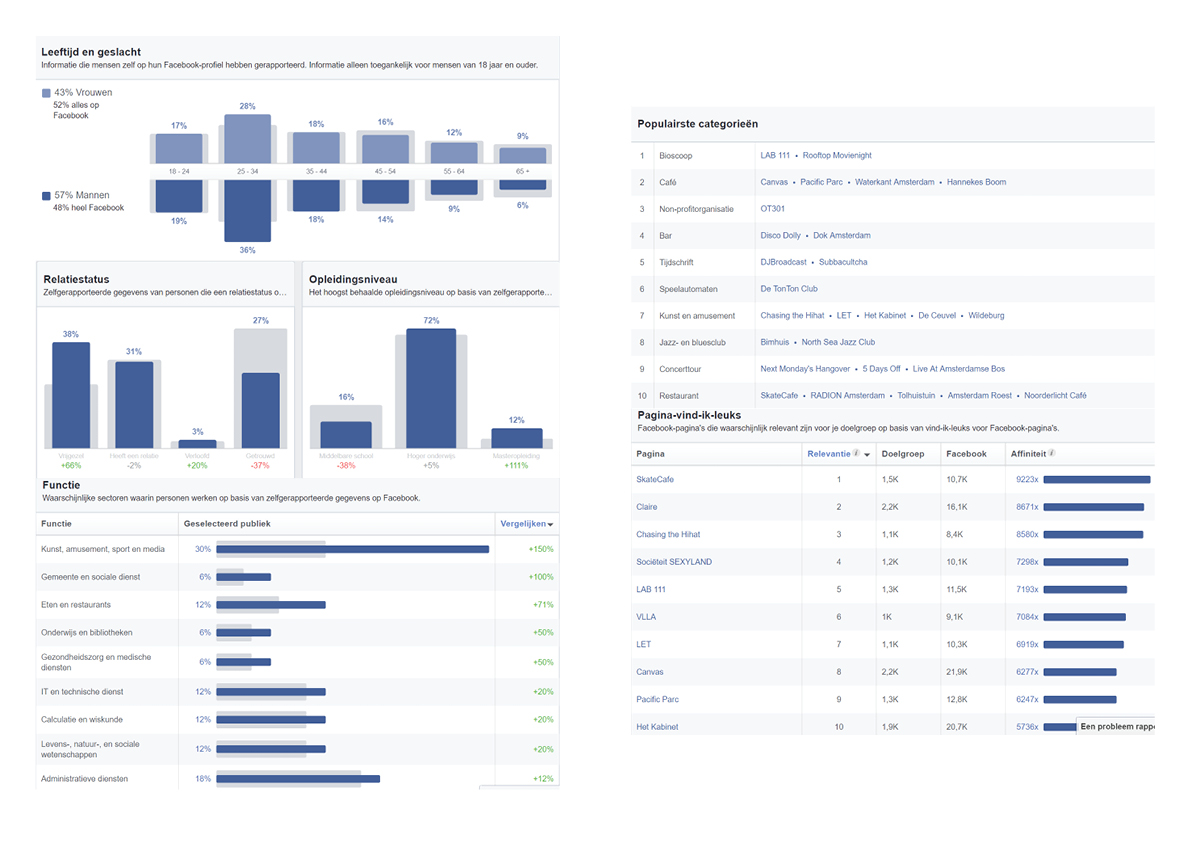 Leeftijd en geslacht
Informatie die mensen zelf op hun Facebook-profiel hebben gerapporteerd. Informatie alleen toegankelijk voor mensen van 18 jaar en ouder.
43% Vrouwen
52% alles op
Facebook
17%
28%
18%
16%
12%
9%
18 - 24
25 - 34
35 - 44
45 - 54
55 - 64
65 +
57% Mannen
48% heel Facebook
19%
36%
18%
14%
9%
6%
Relatiestatus
Zelfgerapporteerde gegevens van personen die een relatiestatus o…
38%
31%
3%
27%
Vrijgezel
Heeft een relatie
Verloofd
Getrouwd
+66%
-2%
+20%
-37%
Opleidingsniveau
Het hoogst behaalde opleidingsniveau op basis van zelfgerapporte…
16%
72%
12%
Middelbare school
Hoger onderwijs
Masteropleiding
-38%
+5%
+111%
Functie
Waarschijnlijke sectoren waarin personen werken op basis van zelfgerapporteerde gegevens op Facebook.
Functie Geselecteerd publiek Vergelijken
Kunst, amusement, sport en media 30% +150%
Gemeente en sociale dienst 6% +100%
Eten en restaurants 12% +71%
Onderwijs en bibliotheken 6% +50%
Gezondheidszorg en medische
diensten 6% +50%
IT en technische dienst 12% +20%
Calculatie en wiskunde 12% +20%
Levens-, natuur-, en sociale
wetenschappen 12% +20%
Administratieve diensten 18% +12%
Populairste categorieën
1 Bioscoop LAB 111 • Rooftop Movienight
2 Café Canvas • Pacific Parc • Waterkant Amsterdam • Hannekes Boom
3 Non-profitorganisatie OT301
4 Bar Disco Dolly • Dok Amsterdam
5 Tijdschrift DJBroadcast • Subbacultcha
6 Speelautomaten De TonTon Club
7 Kunst en amusement Chasing the Hihat • LET • Het Kabinet • De Ceuvel • Wildeburg
8 Jazz- en bluesclub Bimhuis • North Sea Jazz Club
9 Concerttour Next Monday's Hangover • 5 Days Off • Live At Amsterdamse Bos
10 Restaurant SkateCafe • RADION Amsterdam • Tolhuistuin • Amsterdam Roest • Noorderlicht Café
Pagina-vind-ik-leuks
Facebook-pagina's die waarschijnlijk relevant zijn voor je doelgroep op basis van vind-ik-leuks voor Facebook-pagina's.
Pagina Relevantie Doelgroep Facebook Affiniteit
SkateCafe 1 1,5K 10,7K 9223x
Claire 2 2,2K 16,1K 8671x
Chasing the Hihat 3 1,1K 8,4K 8580x
Sociëteit SEXYLAND 4 1,2K 10,1K 7298x
LAB 111 5 1,3K 11,5K 7193x
VLLA 6 1K 9,1K 7084x
LET 7 1,1K 10,3K 6919x
Canvas 8 2,2K 21,9K 6277x
Pacific Parc 9 1,3K 12,8K 6247x
Het Kabinet 10 1,9K 20,7K 5736x
Een probleem rappo